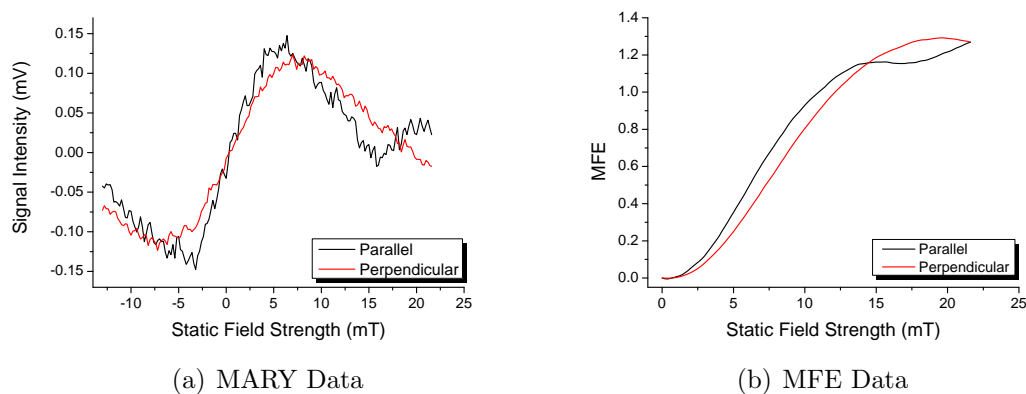 0.15
0.10
0.05
0.00
-0.05
-0.10
-0.15
Signal Intensity (mV)
-10
-5
0
5
10
15
20
25
Static Field Strength (mT)
Parallel
Perpendicular
(a) MARY Data
1.4
1.2
1.0
0.8
0.6
0.4
0.2
0.0
MFE
0
5
10
15
20
25
Static Field Strength (mT)
Parallel
Perpendicular
(b) MFE Data